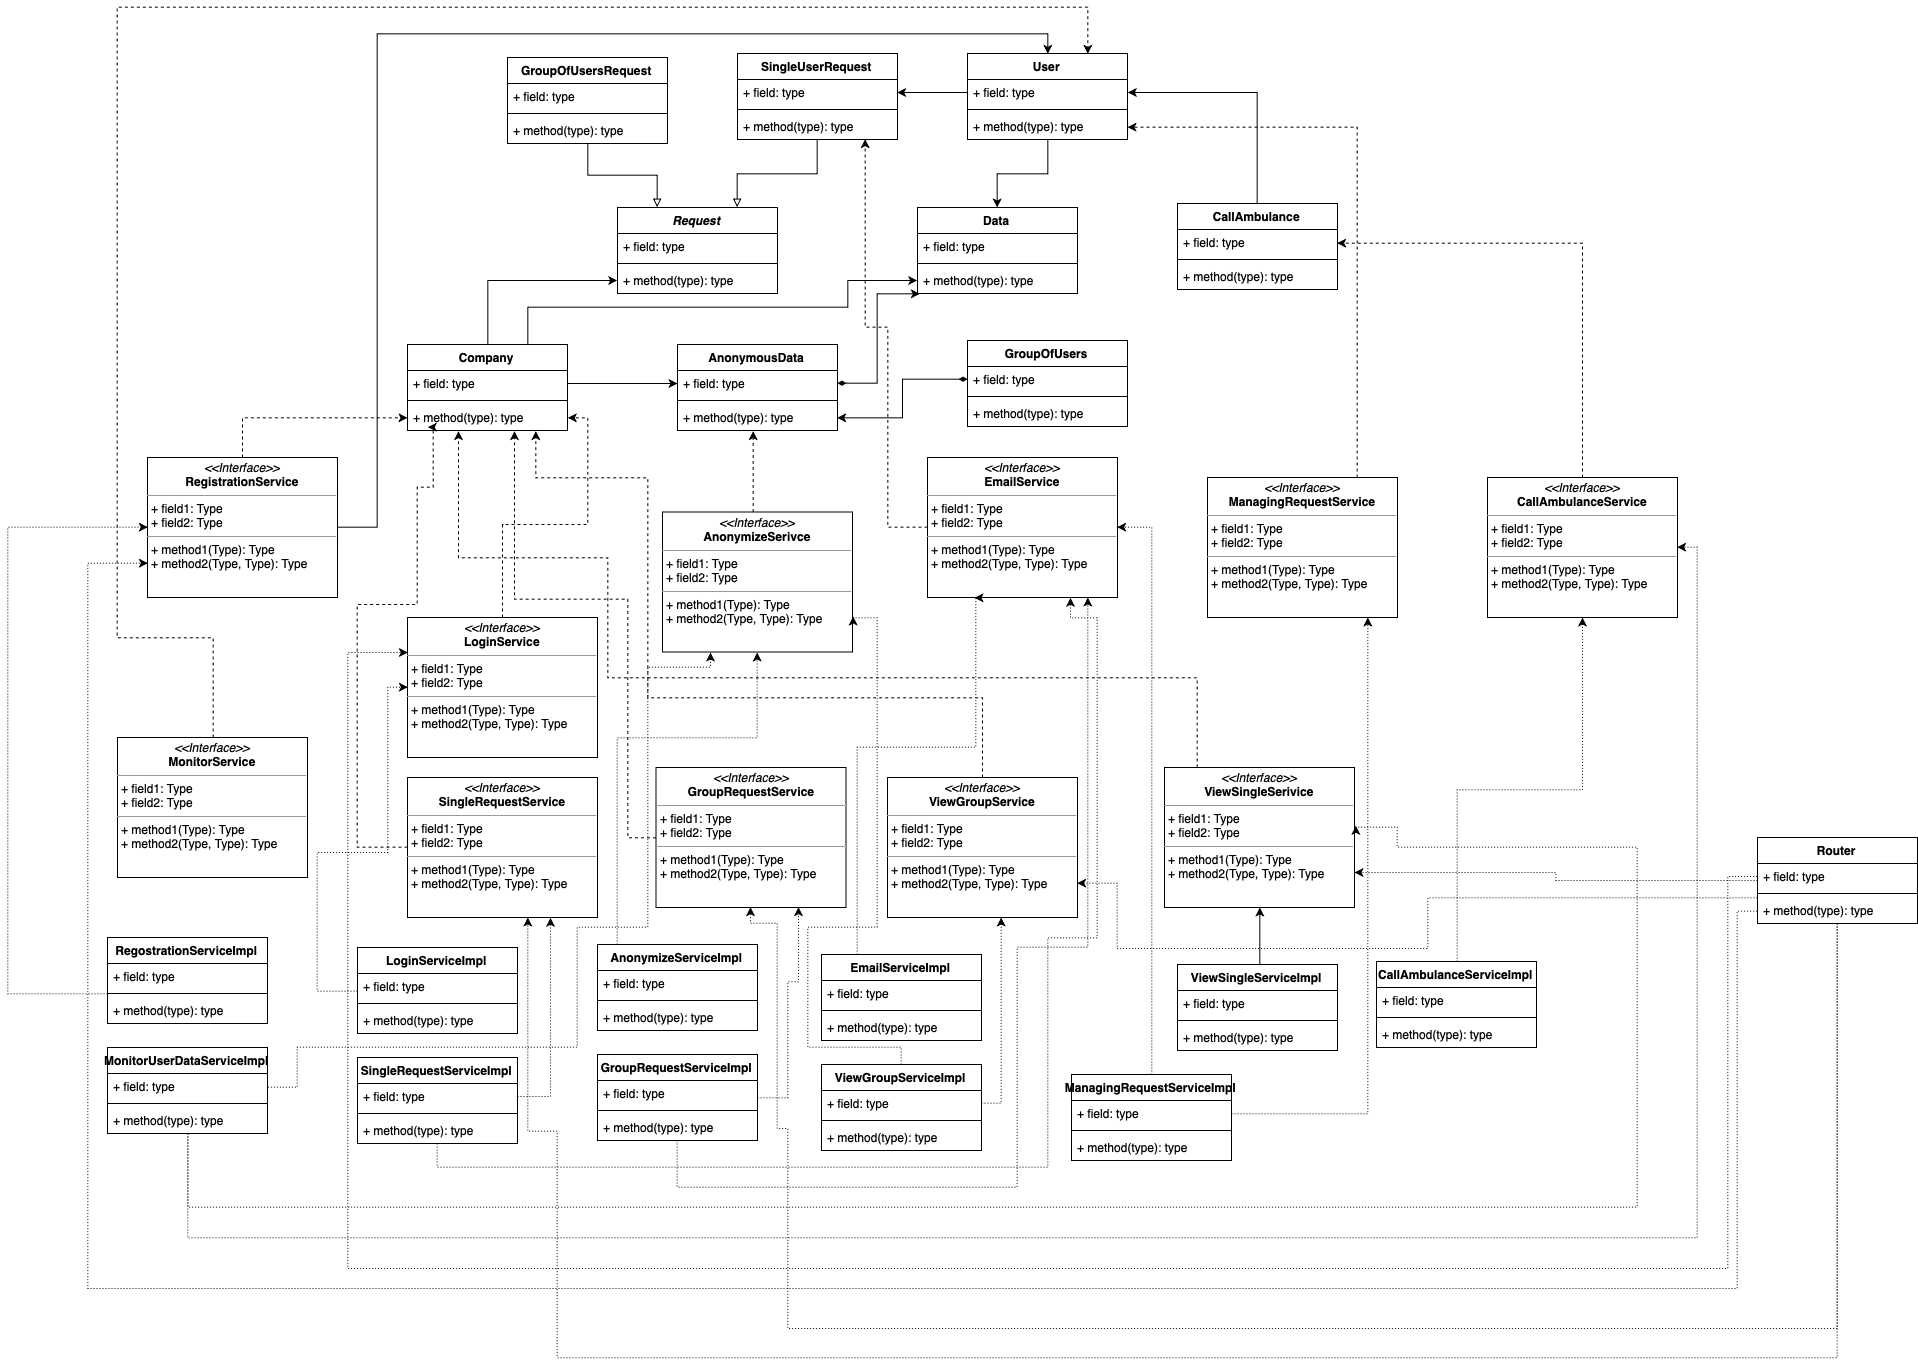 GroupOfUsersRequest
+ field: type
+ method(type): type
SingleUserRequest
+ field: type
+ method(type): type
User
+ field: type
+ method(type): type
Request
+ field: type
+ method(type): type
Data
+ field: type
+ method(type): type
CallAmbulance
+ field: type
+ method(type): type
Company
+ field: type
+ method(type): type
AnonymousData
+ field: type
+ method(type): type
GroupOfUsers
+ field: type
+ method(type): type
<<Interface>>
RegistrationService
+ field1: Type
+ field2: Type
+ method1(Type): Type
+ method2(Type, Type): Type
<<Interface>>
AnonymizeSerivce
+ field1: Type
+ field2: Type
+ method1(Type): Type
+ method2(Type, Type): Type
<<Interface>>
EmailService
+ field1: Type
+ field2: Type
+ method1(Type): Type
+ method2(Type, Type): Type
<<Interface>>
ManagingRequestService
+ field1: Type
+ field2: Type
+ method1(Type): Type
+ method2(Type, Type): Type
<<Interface>>
CallAmbulanceService
+ field1: Type
+ field2: Type
+ method1(Type): Type
+ method2(Type, Type): Type
<<Interface>>
LoginService
+ field1: Type
+ field2: Type
+ method1(Type): Type
+ method2(Type, Type): Type
<<Interface>>
MonitorService
+ field1: Type
+ field2: Type
+ method1(Type): Type
+ method2(Type, Type): Type
<<Interface>>
SingleRequestService
+ field1: Type
+ field2: Type
+ method1(Type): Type
+ method2(Type, Type): Type
<<Interface>>
GroupRequestService
+ field1: Type
+ field2: Type
+ method1(Type): Type
+ method2(Type, Type): Type
<<Interface>>
ViewGroupService
+ field1: Type
+ field2: Type
+ method1(Type): Type
+ method2(Type, Type): Type
<<Interface>>
ViewSingleSerivice
+ field1: Type
+ field2: Type
+ method1(Type): Type
+ method2(Type, Type): Type
Router
+ field: type
+ method(type): type
RegostrationServiceImpl
+ field: type
+ method(type): type
LoginServiceImpl
+ field: type
+ method(type): type
AnonymizeServiceImpl
+ field: type
+ method(type): type
EmailServiceImpl
+ field: type
+ method(type): type
ViewSingleServiceImpl
+ field: type
+ method(type): type
CallAmbulanceServiceImpl
+ field: type
+ method(type): type
MonitorUserDataServiceImpl
+ field: type
+ method(type): type
SingleRequestServiceImpl
+ field: type
+ method(type): type
GroupRequestServiceImpl
+ field: type
+ method(type): type
ViewGroupServiceImpl
+ field: type
+ method(type): type
ManagingRequestServiceImpl
+ field: type
+ method(type): type